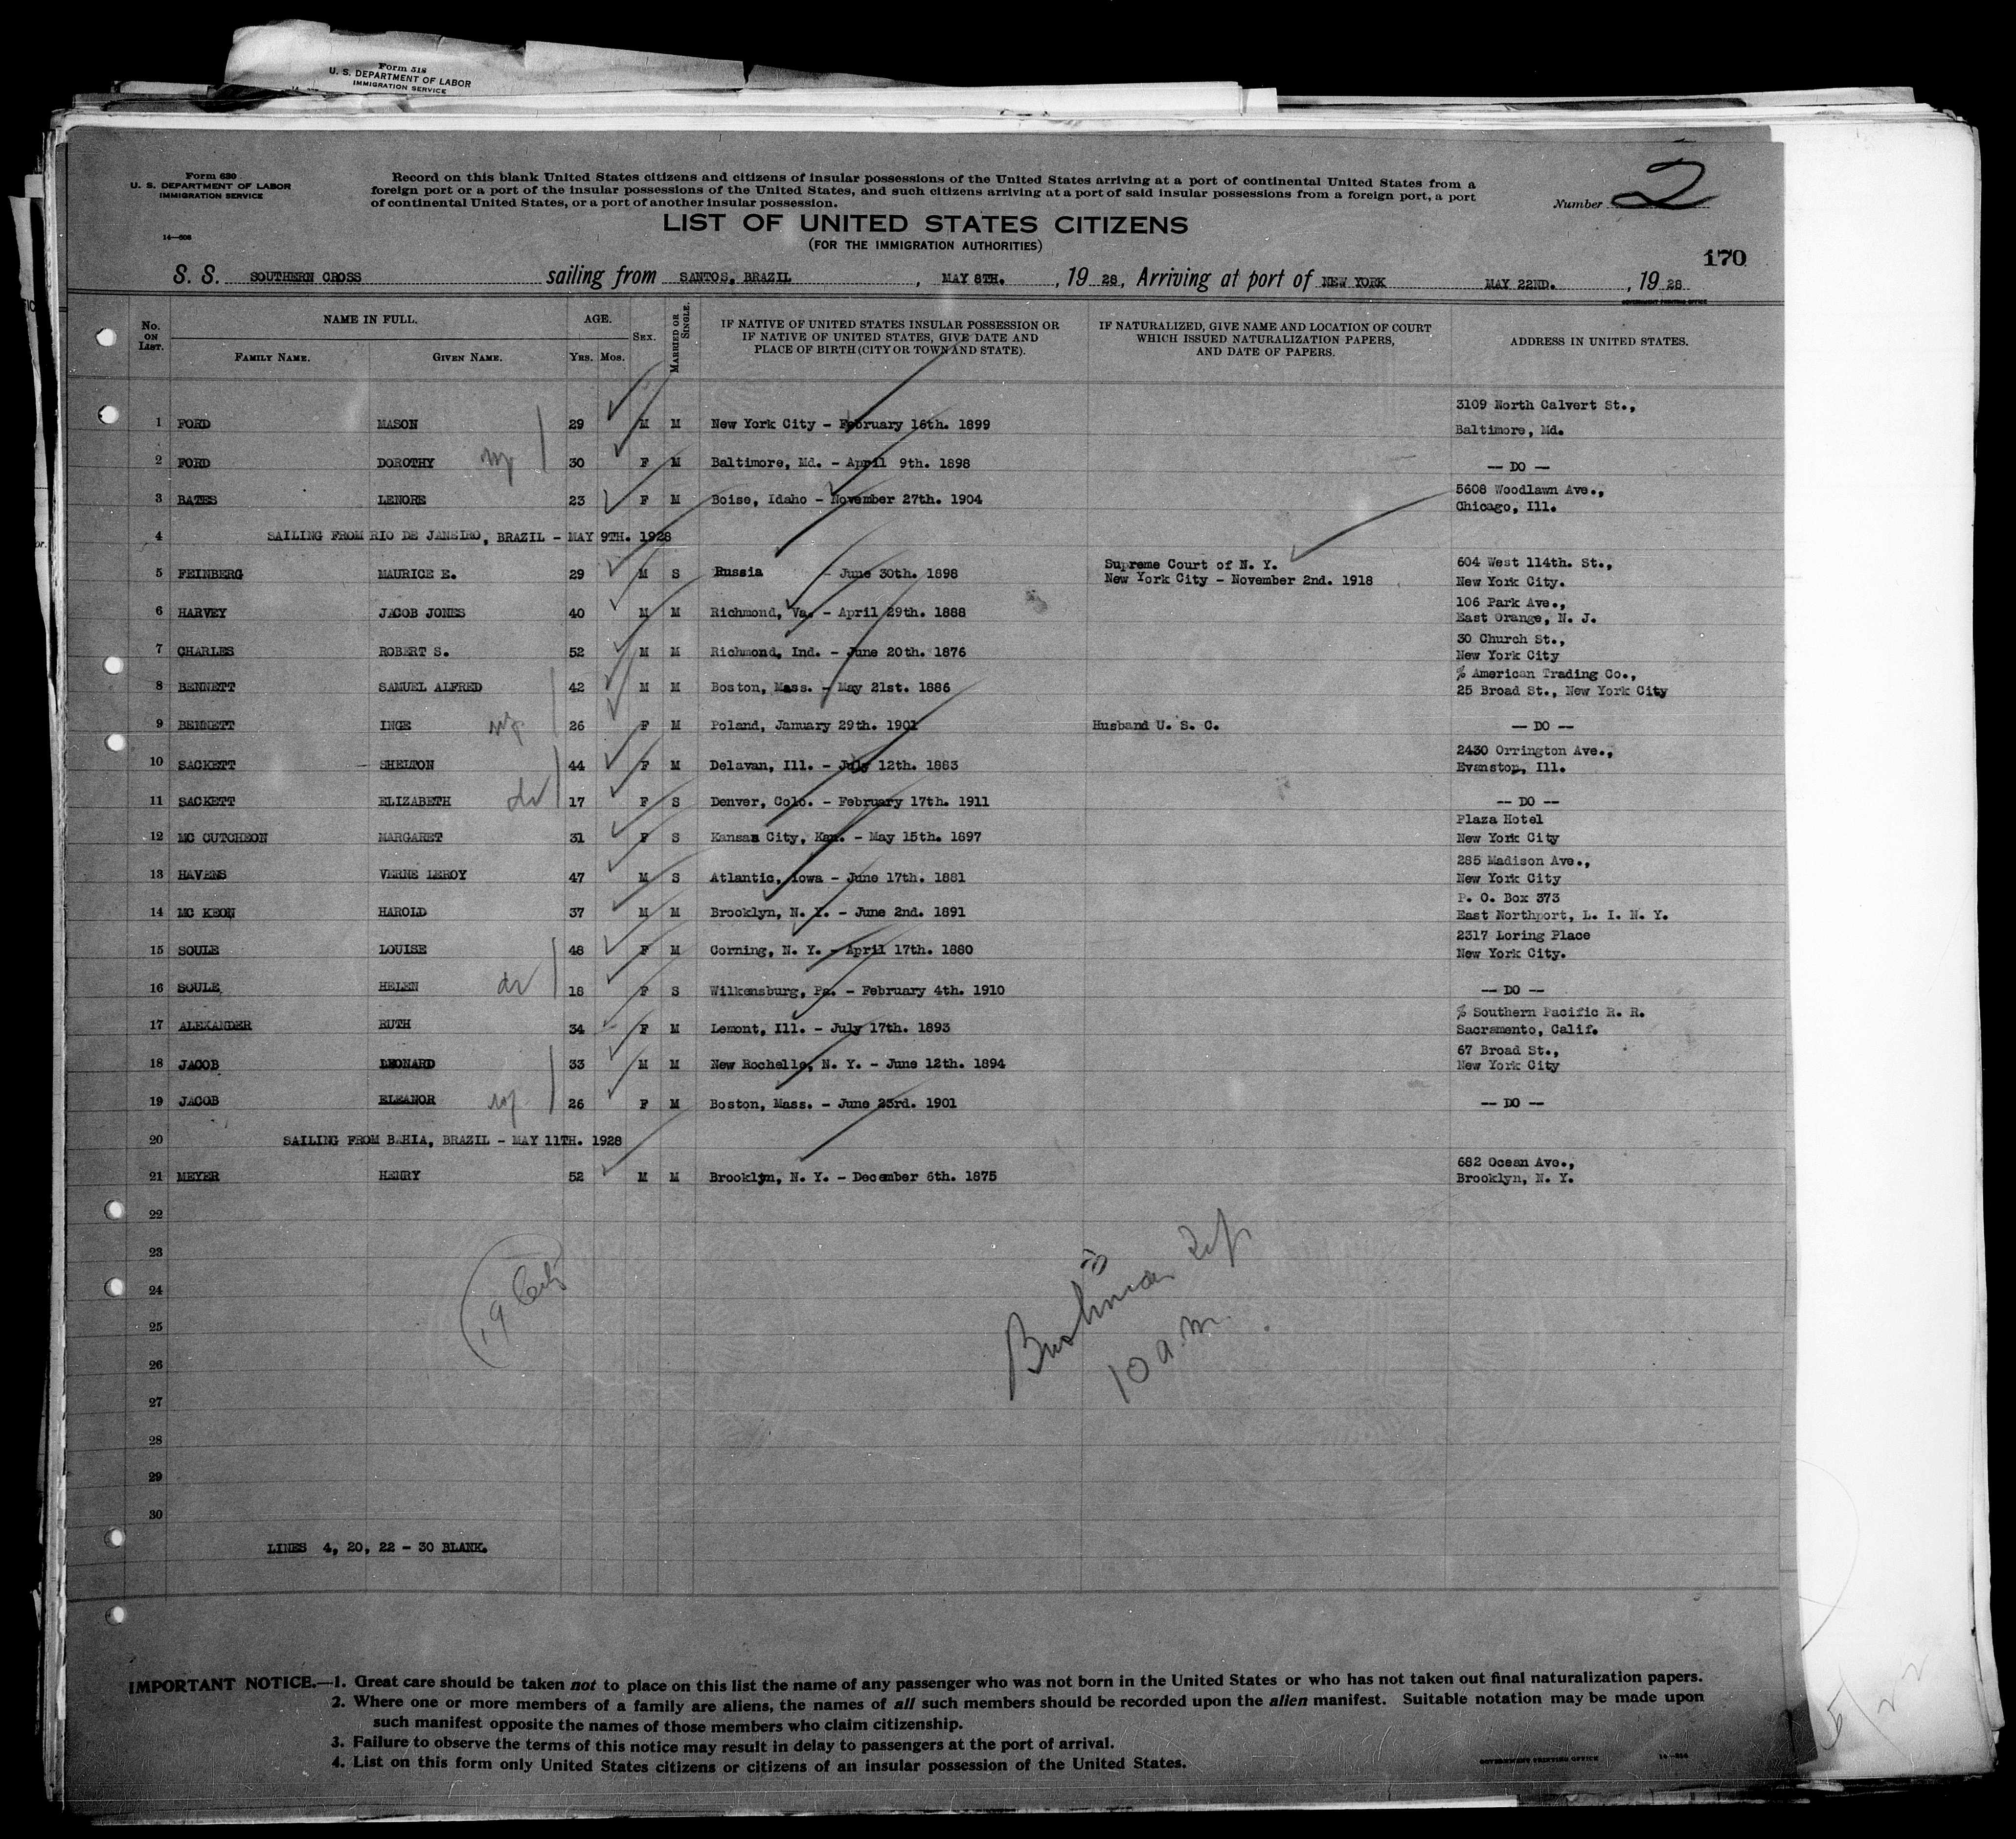 Form 518
U. S. DEPARTMENT OF LABOR
IMMIGRATION SERVICE
Form 630
U. S. DEPARTMENT OF LABOR
IMMIGRATION SERVICE
14—606
Record on this blank United States citizens and citizens of insular possessions of the United States arriving at a port of continental United States from a
foreign port or a port of the insular possessions of the United States, and such citizens arriving at a port of said insular possessions from a foreign port, a port
of continental United States, or a port of another insular possession.
Number 2
LIST OF UNITED STATES CITIZENS
(FOR THE IMMIGRATION AUTHORITIES)
170
S. S. SOUTHERN CROSS sailing from SANTOS, BRAZIL, MAY 8TH., 1928, Arriving at port of NEW YORK MAY 22ND., 1928
GOVERNMENT PRINTING OFFICE
No. ON LIST. NAME IN FULL. FAMILY NAME. GIVEN NAME. AGE. YRS. MOS. SEX. MARRIED OR SINGLE. IF NATIVE OF UNITED STATES INSULAR POSSESSION OR IF NATIVE OF UNITED STATES, GIVE DATE AND PLACE OF BIRTH (CITY OR TOWN AND STATE). IF NATURALIZED, GIVE NAME AND LOCATION OF COURT WHICH ISSUED NATURALIZATION PAPERS, AND DATE OF PAPERS. ADDRESS IN UNITED STATES.
1 FORD MASON 29 M M New York City - February 16th. 1899 3109 North Calvert St., Baltimore, Md.
2 FORD DOROTHY 30 F M Baltimore, Md. - April 9th. 1898 -- DO --
3 BATES LENORE 23 F M Boise, Idaho - November 27th. 1904 5608 Woodlawn Ave., Chicago, Ill.
4 SAILING FROM RIO DE JANEIRO, BRAZIL - MAY 9TH. 1928
5 FEINBERG MAURICE E. 29 M S Russia - June 30th. 1898 Supreme Court of N. Y. New York City - November 2nd. 1918 604 West 114th. St., New York City.
6 HARVEY JACOB JONES 40 M M Richmond, Va. - April 29th. 1888 106 Park Ave., East Orange, N. J.
7 CHARLES ROBERT S. 52 M M Richmond, Ind. - June 20th. 1876 30 Church St., New York City
8 BENNETT SAMUEL ALFRED 42 M M Boston, Mass. - May 21st. 1886 % American Trading Co., 25 Broad St., New York City
9 BENNETT INGE 26 F M Poland, January 29th. 1901 Husband U. S. C. -- DO --
10 SACKETT - SHELTON 44 F M Delavan, Ill. - July 12th. 1883 2430 Orrington Ave., Evanston, Ill.
11 SACKETT ELIZABETH 17 F S Denver, Colo. - February 17th. 1911 -- DO --
12 MC CUTCHEON MARGARET 31 F S Kansas City, Kan. - May 15th. 1897 Plaza Hotel New York City
13 HAVENS VERNE LEROY 47 M S Atlantic, Iowa - June 17th. 1881 285 Madison Ave., New York City
14 MC KEON HAROLD 37 M M Brooklyn, N. Y. - June 2nd. 1891 P. O. Box 373 East Northport, L. I. N. Y.
15 SOULE LOUISE 48 F M Corning, N. Y. - April 17th. 1880 2317 Loring Place New York City.
16 SOULE HELEN 18 F S Wilkensburg, Pa. - February 4th. 1910 -- DO --
17 ALEXANDER RUTH 34 F M Lemont, Ill. - July 17th. 1893 % Southern Pacific R. R. Sacramento, Calif.
18 JACOB LEONARD 33 M M New Rochelle, N. Y. - June 12th. 1894 67 Broad St., New York City
19 JACOB ELEANOR 26 F M Boston, Mass. - June 23rd. 1901 -- DO --
20 SAILING FROM BAHIA, BRAZIL - MAY 11TH. 1928
21 MEYER HENRY 52 M M Brooklyn, N. Y. - December 6th. 1875 682 Ocean Ave., Brooklyn, N. Y.
22
23
24
25
26
27
28
29
30
10 a.m.
LINES 4, 20, 22 - 30 BLANK.
IMPORTANT NOTICE.—1. Great care should be taken not to place on this list the name of any passenger who was not born in the United States or who has not taken out final naturalization papers.
2. Where one or more members of a family are aliens, the names of all such members should be recorded upon the alien manifest. Suitable notation may be made upon
such manifest opposite the names of those members who claim citizenship.
3. Failure to observe the terms of this notice may result in delay to passengers at the port of arrival.
4. List on this form only United States citizens or citizens of an insular possession of the United States.
GOVERNMENT PRINTING OFFICE
5/22